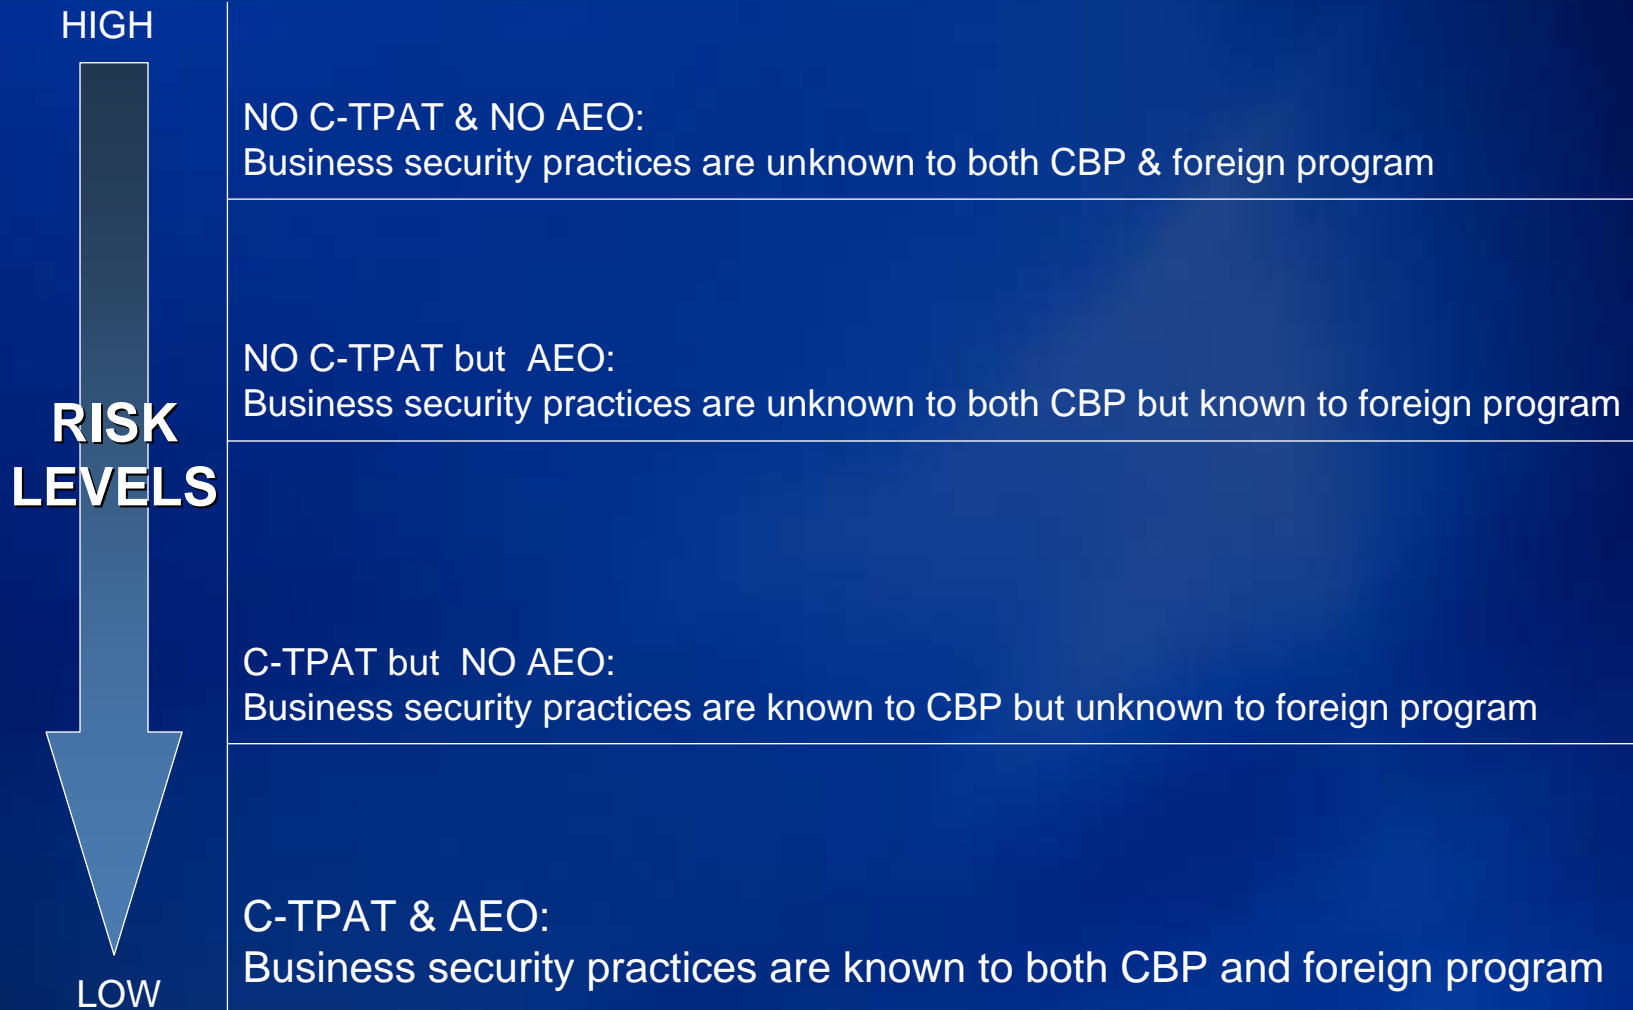 HIGH
NO C-TPAT & NO AEO:
Business security practices are unknown to both CBP & foreign program
NO C-TPAT but  AEO:
Business security practices are unknown to both CBP but known to foreign program
RISK
LEVELS
C-TPAT but  NO AEO:
Business security practices are known to CBP but unknown to foreign program
C-TPAT & AEO:
Business security practices are known to both CBP and foreign program
LOW